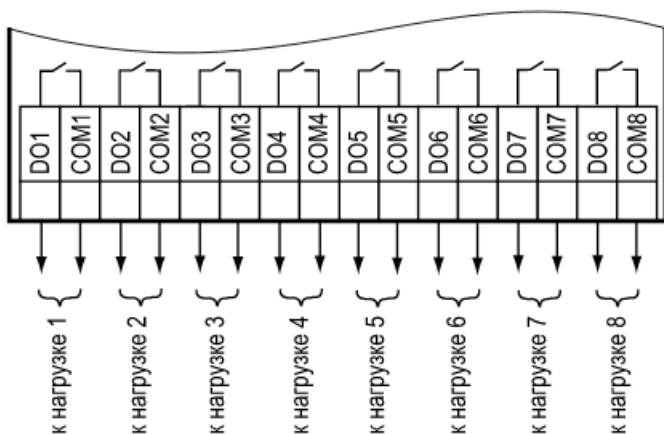 DO1
COM1
DO2
COM2
DO3
COM3
DO4
COM4
DO5
COM5
DO6
COM6
DO7
COM7
DO8
COM8
к нагрузке 1
к нагрузке 2
к нагрузке 3
к нагрузке 4
к нагрузке 5
к нагрузке 6
к нагрузке 7
к нагрузке 8